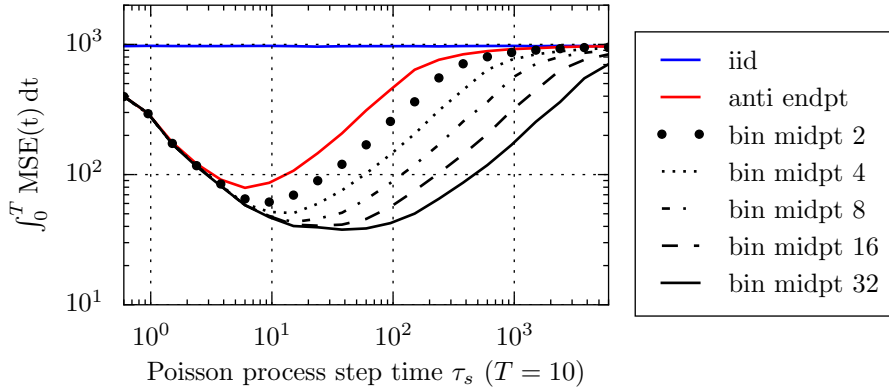 10³
10²
10¹
∫₀ᵀ MSE(t) dt
10⁰ 10¹ 10² 10³
Poisson process step time τₛ (T = 10)
iid
anti endpt
bin midpt 2
bin midpt 4
bin midpt 8
bin midpt 16
bin midpt 32